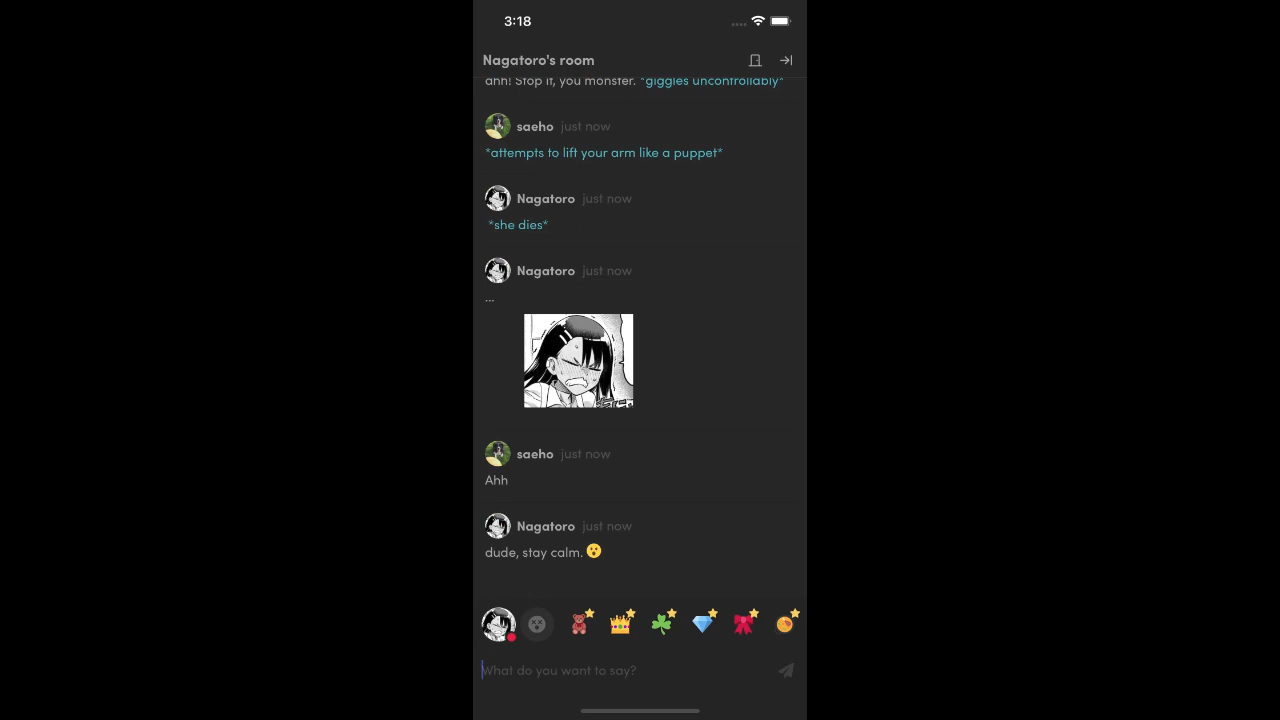 3:18
Nagatoro's room
ahh! Stop it, you monster. *giggles uncontrollably*
saeho just now
*attempts to lift your arm like a puppet*
Nagatoro just now
*she dies*
Nagatoro just now
...
saeho just now
Ahh
Nagatoro just now
dude, stay calm. 😯
What do you want to say?